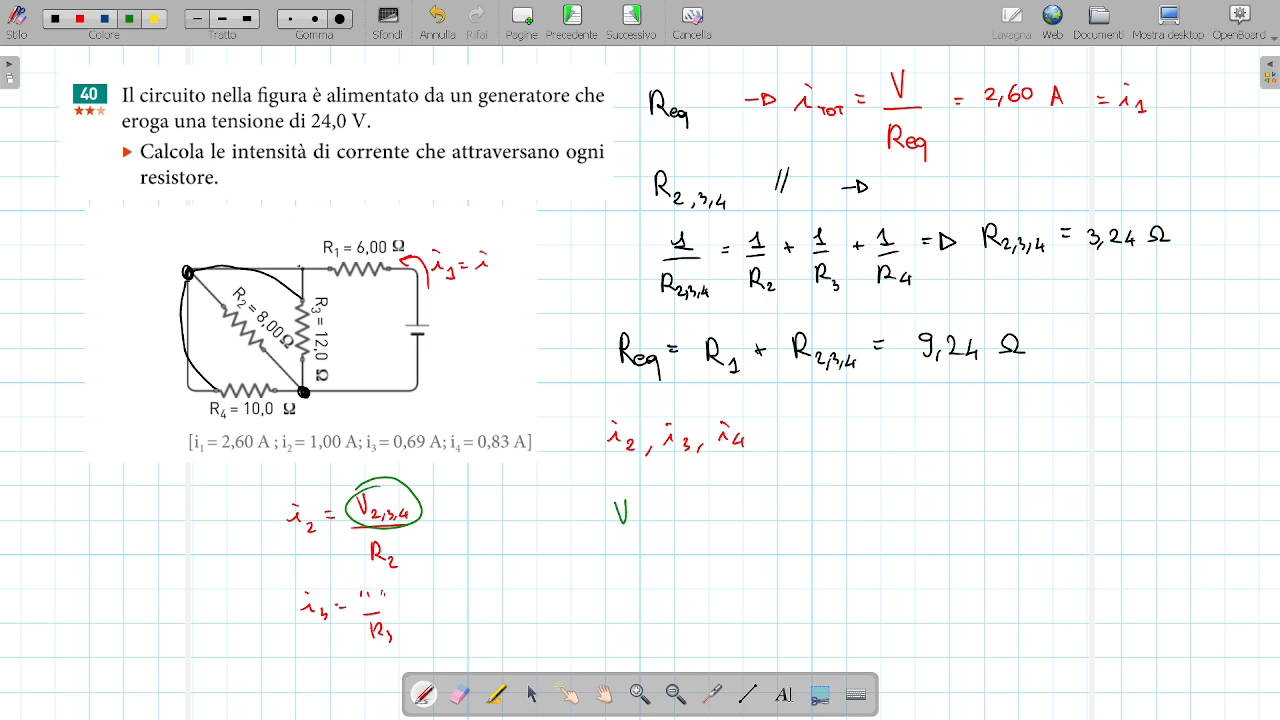 Stilo Colore Tratto Gomma Sfondi Annulla Rifai Pagine Precedente Successivo Cancella Lavagna Web Documenti Mostra desktop OpenBoard
40 Il circuito nella figura è alimentato da un generatore che
eroga una tensione di 24,0 V.
Calcola le intensità di corrente che attraversano ogni
resistore.
R₁ = 6,00 Ω
i₁ = i
R₂ = 8,00 Ω
R₃ = 12,0 Ω
R₄ = 10,0 Ω
[i₁ = 2,60 A ; i₂ = 1,00 A; i₃ = 0,69 A; i₄ = 0,83 A]
i₂ = V₂,₃,₄ / R₂
i₃ = " " / R₃
Req → i TOT = V / Req = 2,60 A = i₁
R₂,₃,₄ // →
1/R₂,₃,₄ = 1/R₂ + 1/R₃ + 1/R₄ => R₂,₃,₄ = 3,24 Ω
Req = R₁ + R₂,₃,₄ = 9,24 Ω
i₂, i₃, i₄
V
AI